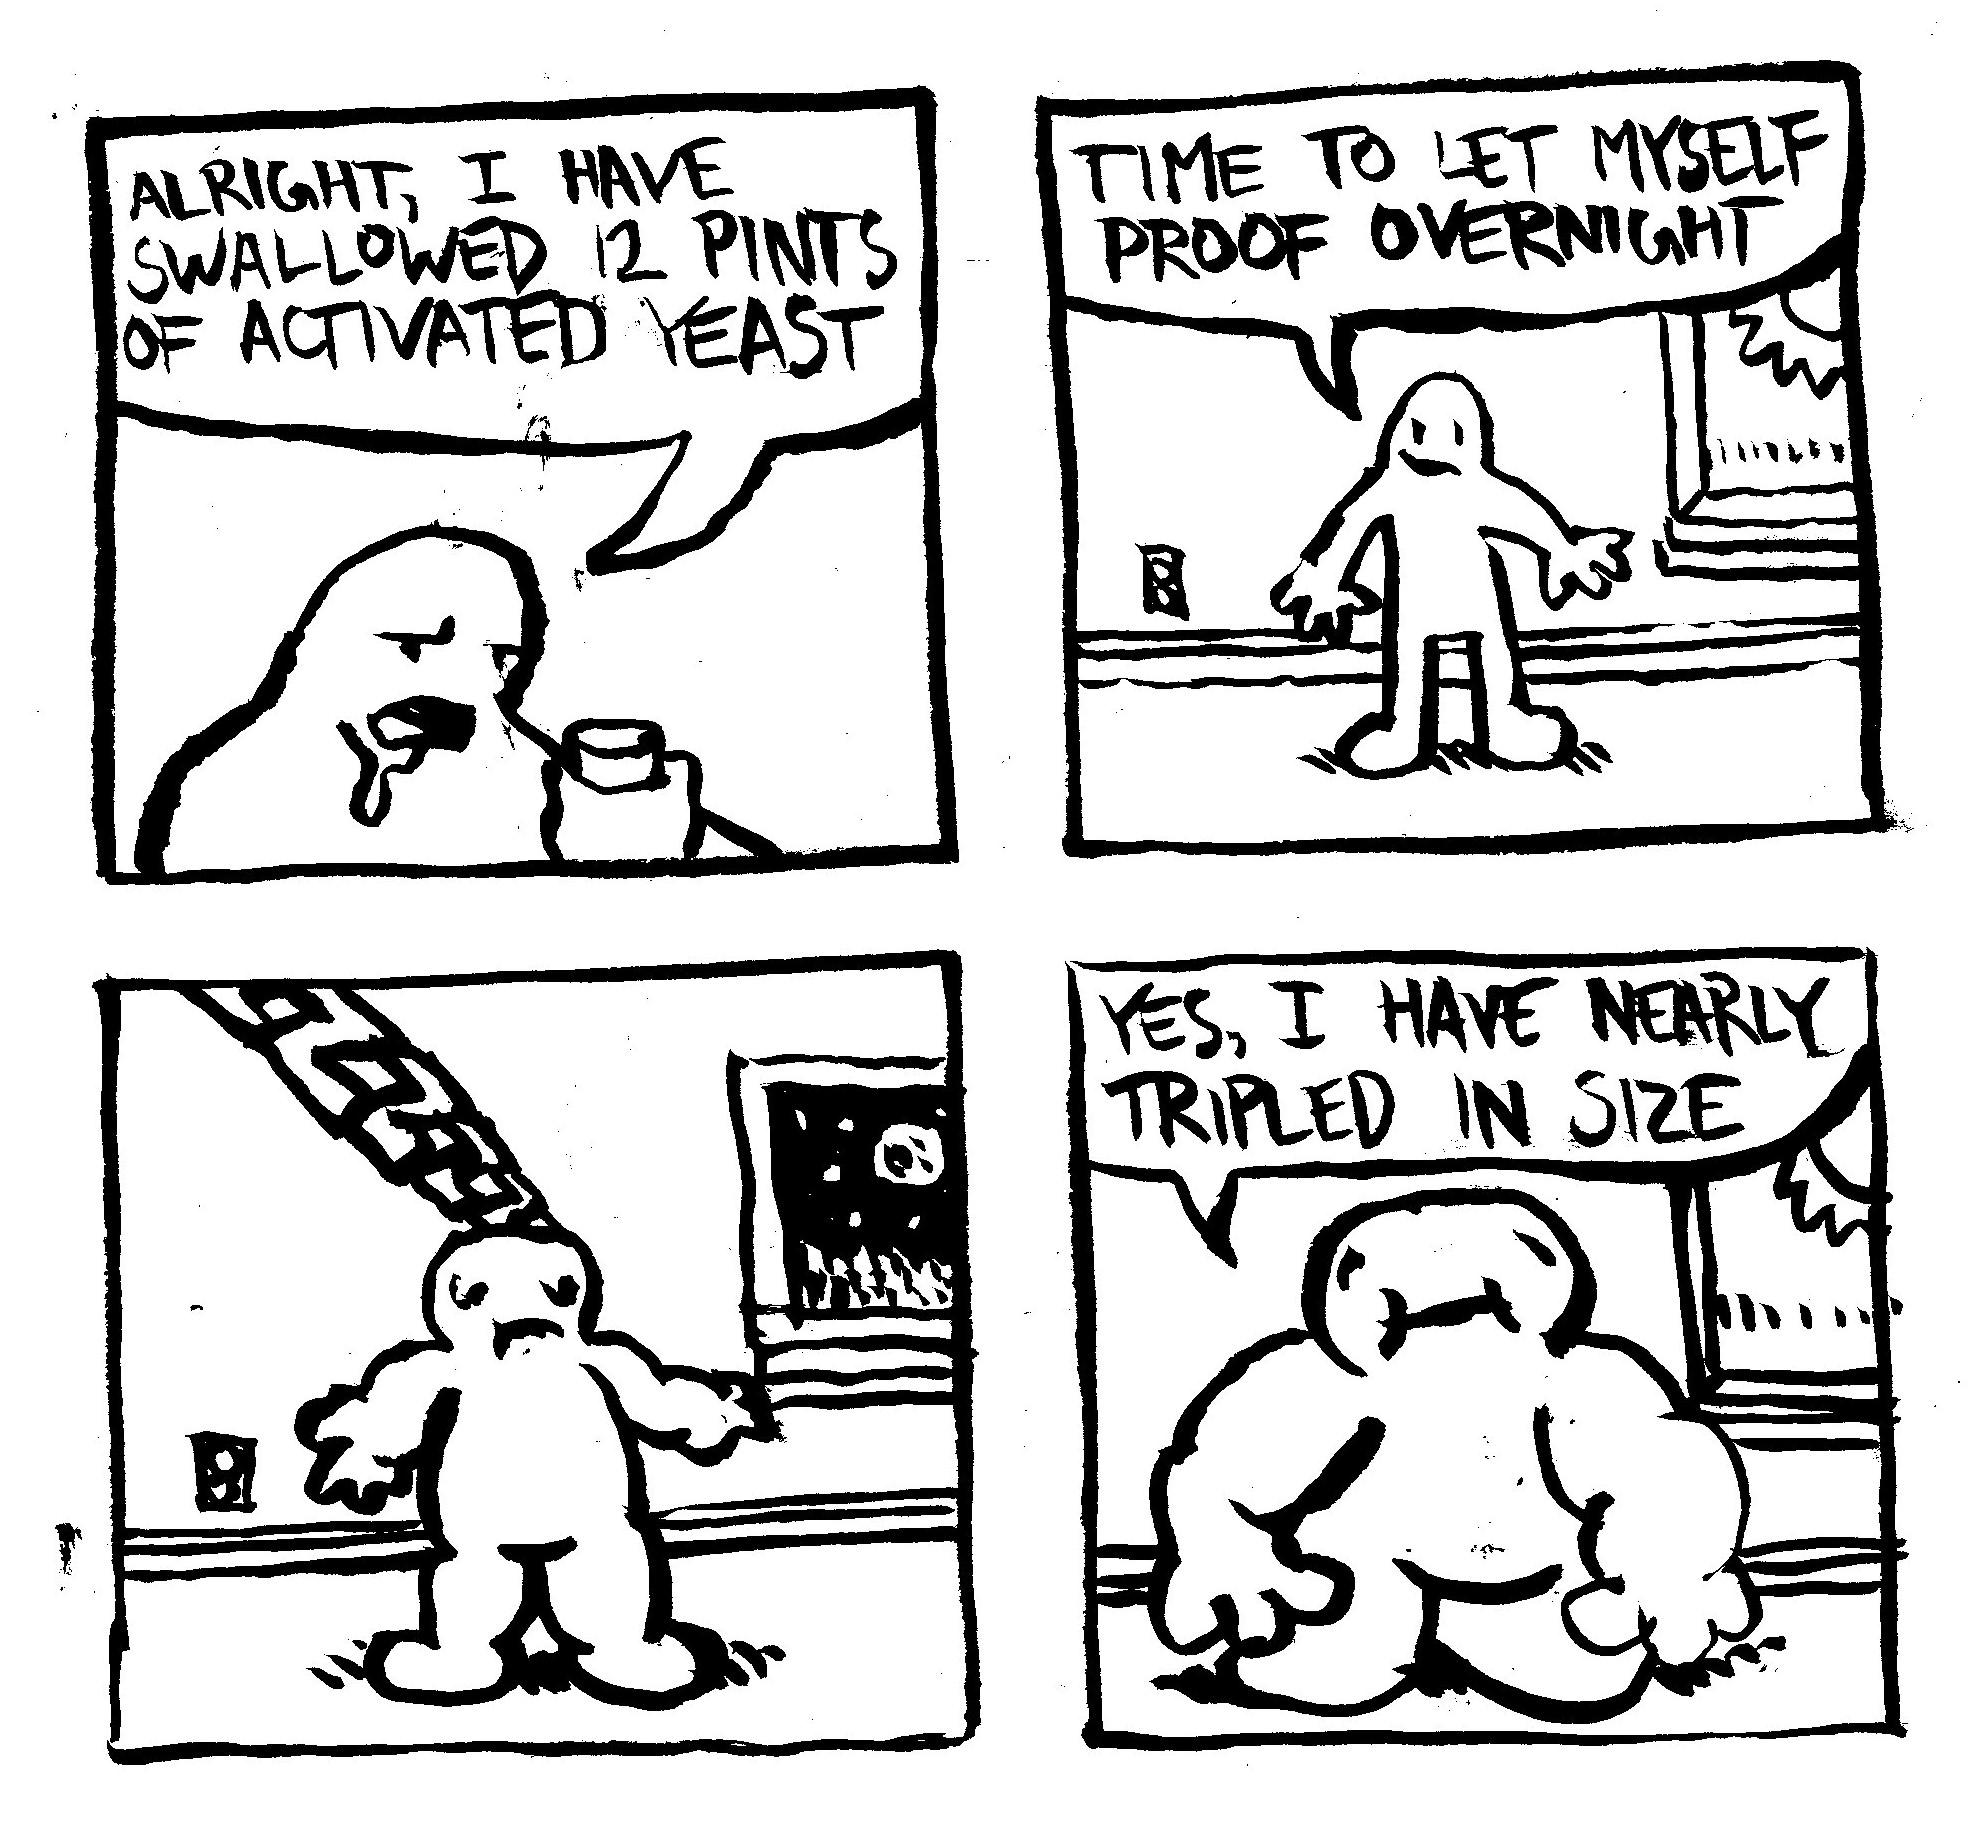 ALRIGHT, I HAVE
SWALLOWED 12 PINTS
OF ACTIVATED YEAST
TIME TO LET MYSELF
PROOF OVERNIGHT
YES, I HAVE NEARLY
TRIPLED IN SIZE